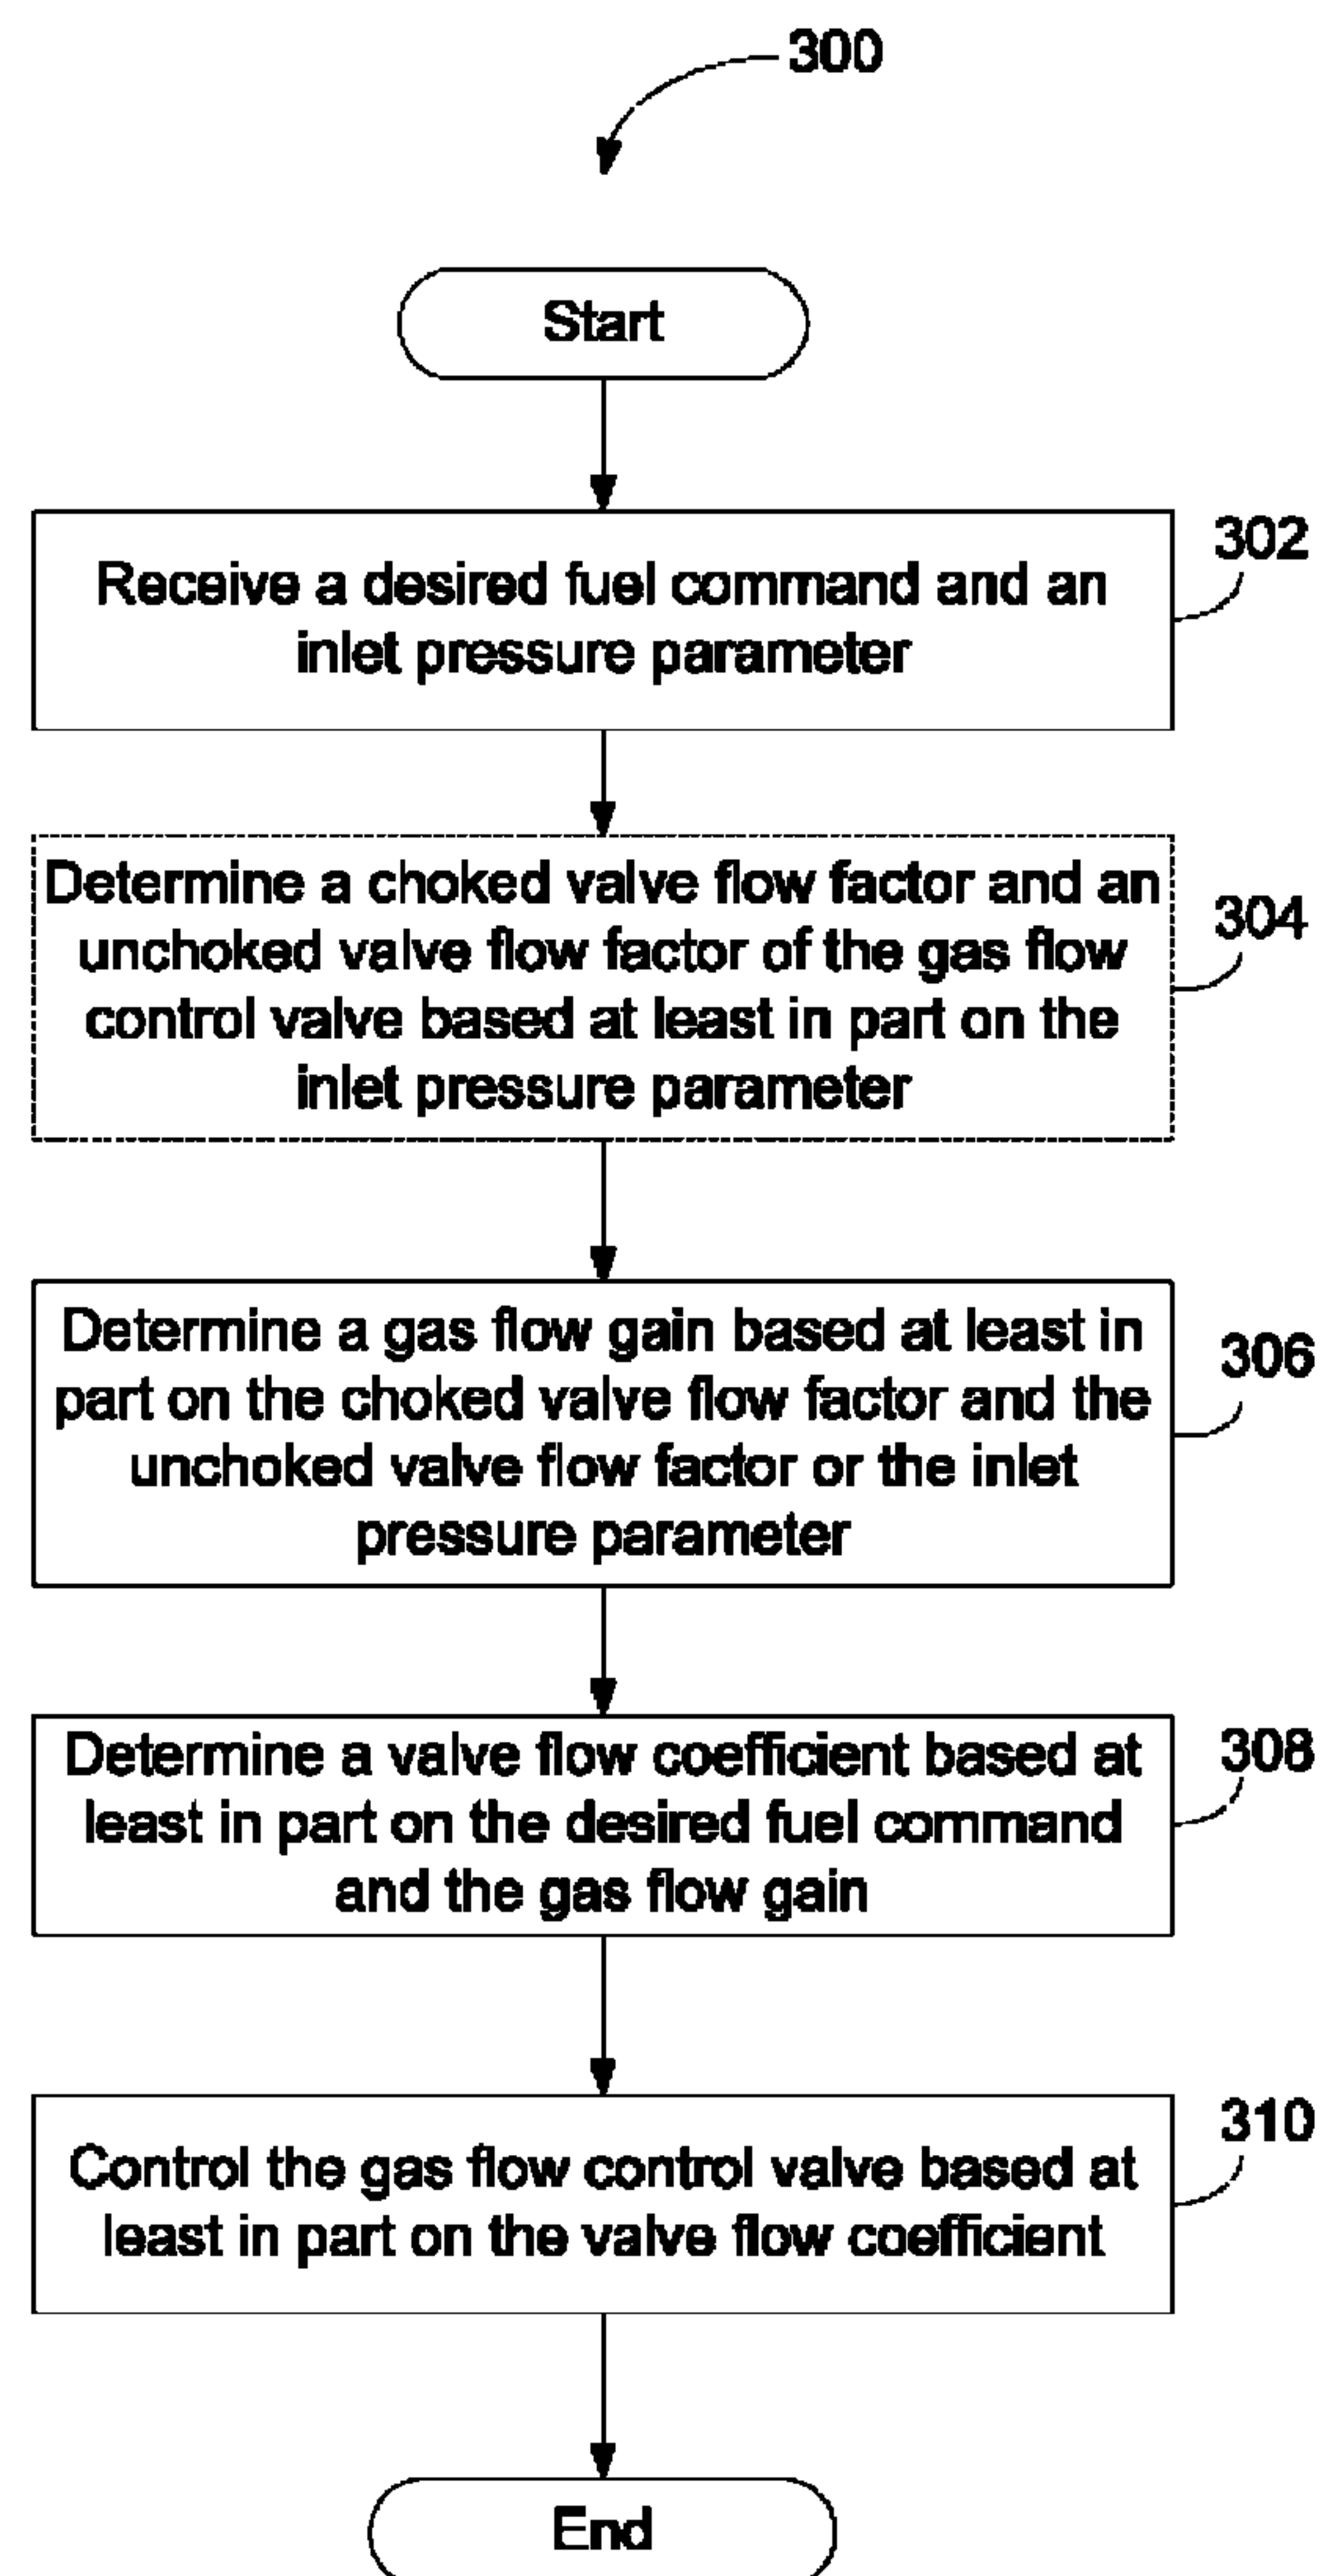 300
Start
302
Receive a desired fuel command and an
inlet pressure parameter
304
Determine a choked valve flow factor and an
unchoked valve flow factor of the gas flow
control valve based at least in part on the
inlet pressure parameter
306
Determine a gas flow gain based at least in
part on the choked valve flow factor and the
unchoked valve flow factor or the inlet
pressure parameter
308
Determine a valve flow coefficient based at
least in part on the desired fuel command
and the gas flow gain
310
Control the gas flow control valve based at
least in part on the valve flow coefficient
End